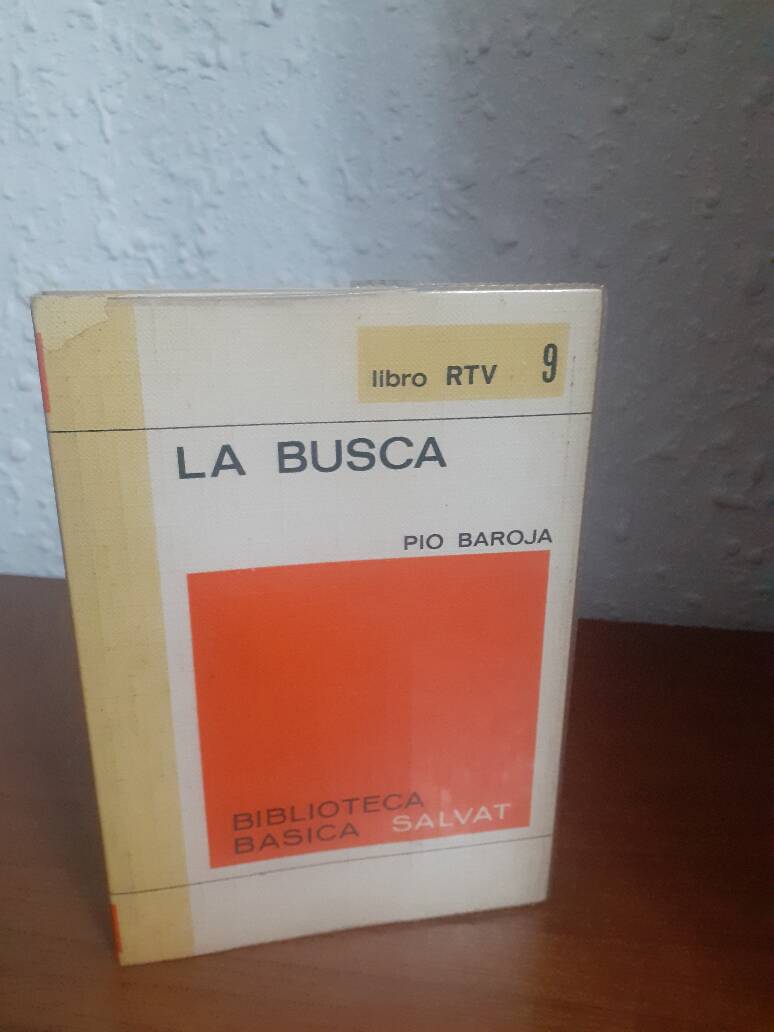 libro RTV 9
LA BUSCA
PIO BAROJA
BIBLIOTECA
BASICA SALVAT